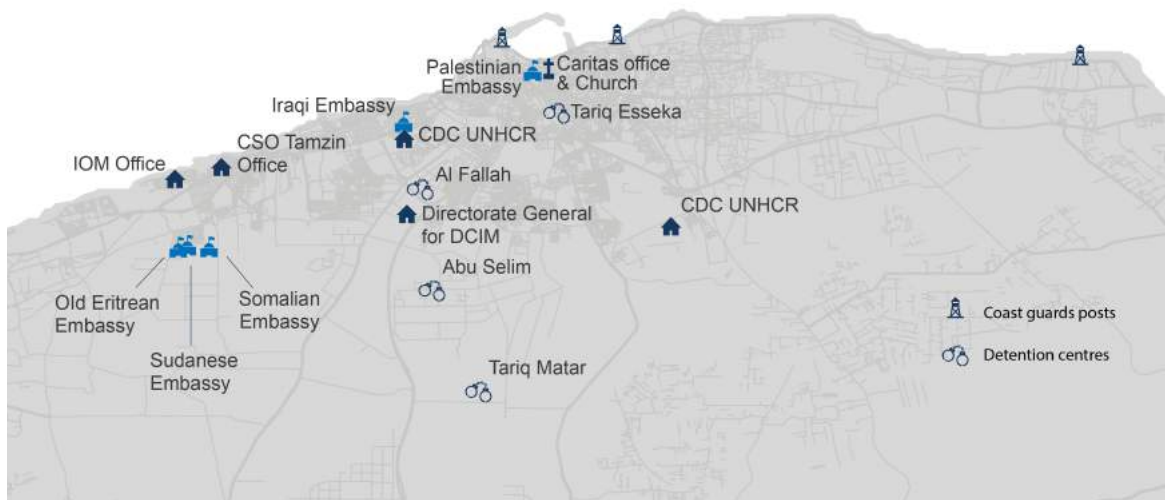 Palestinian
Embassy
Caritas office
& Church
Iraqi Embassy
Tariq Esseka
CDC UNHCR
CSO Tamzin
Office
IOM Office
Al Fallah
Directorate General
for DCIM
CDC UNHCR
Abu Selim
Old Eritrean
Embassy
Somalian
Embassy
Sudanese
Embassy
Tariq Matar
Coast guards posts
Detention centres